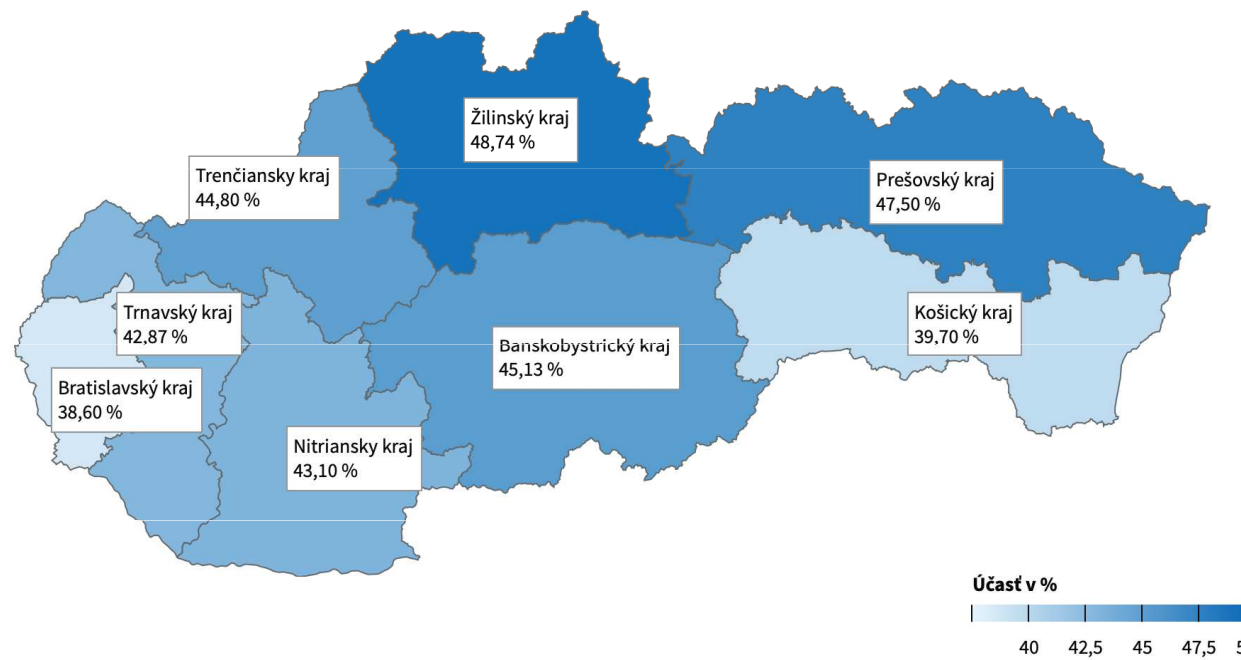 Žilinský kraj
48,74 %
Trenčiansky kraj
44,80 %
Prešovský kraj
47,50 %
Trnavský kraj
42,87 %
Košický kraj
39,70 %
Banskobystrický kraj
45,13 %
Bratislavský kraj
38,60 %
Nitriansky kraj
43,10 %
Účasť v %
40 42,5 45 47,5 5